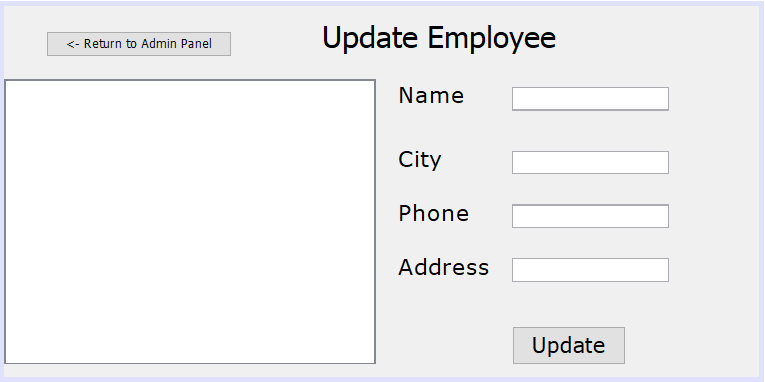 <- Return to Admin Panel
Update Employee
Name
City
Phone
Address
Update